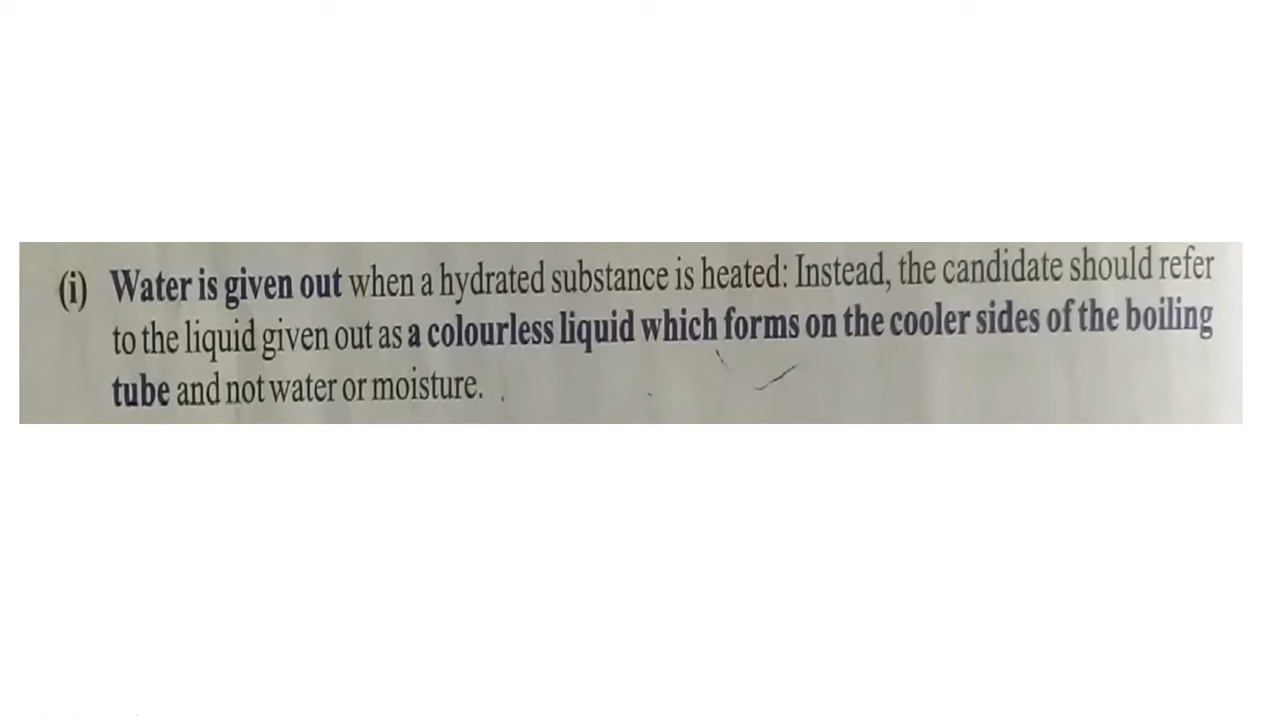 (i) Water is given out when a hydrated substance is heated: Instead, the candidate should refer
to the liquid given out as a colourless liquid which forms on the cooler sides of the boiling
tube and not water or moisture.